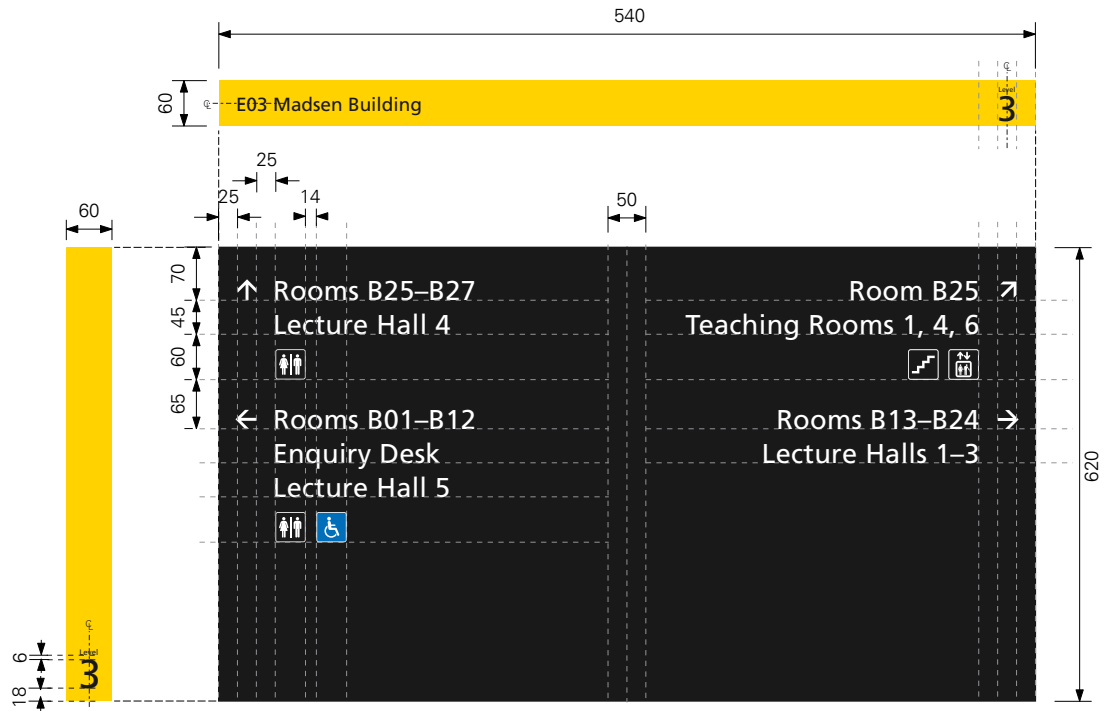 540
60
℄
E03 Madsen Building
℄
Level
3
25
25
14
50
60
70
45
60
65
Rooms B25–B27
Lecture Hall 4
Room B25
Teaching Rooms 1, 4, 6
Rooms B01–B12
Enquiry Desk
Lecture Hall 5
Rooms B13–B24
Lecture Halls 1–3
620
℄
Level
3
6
18